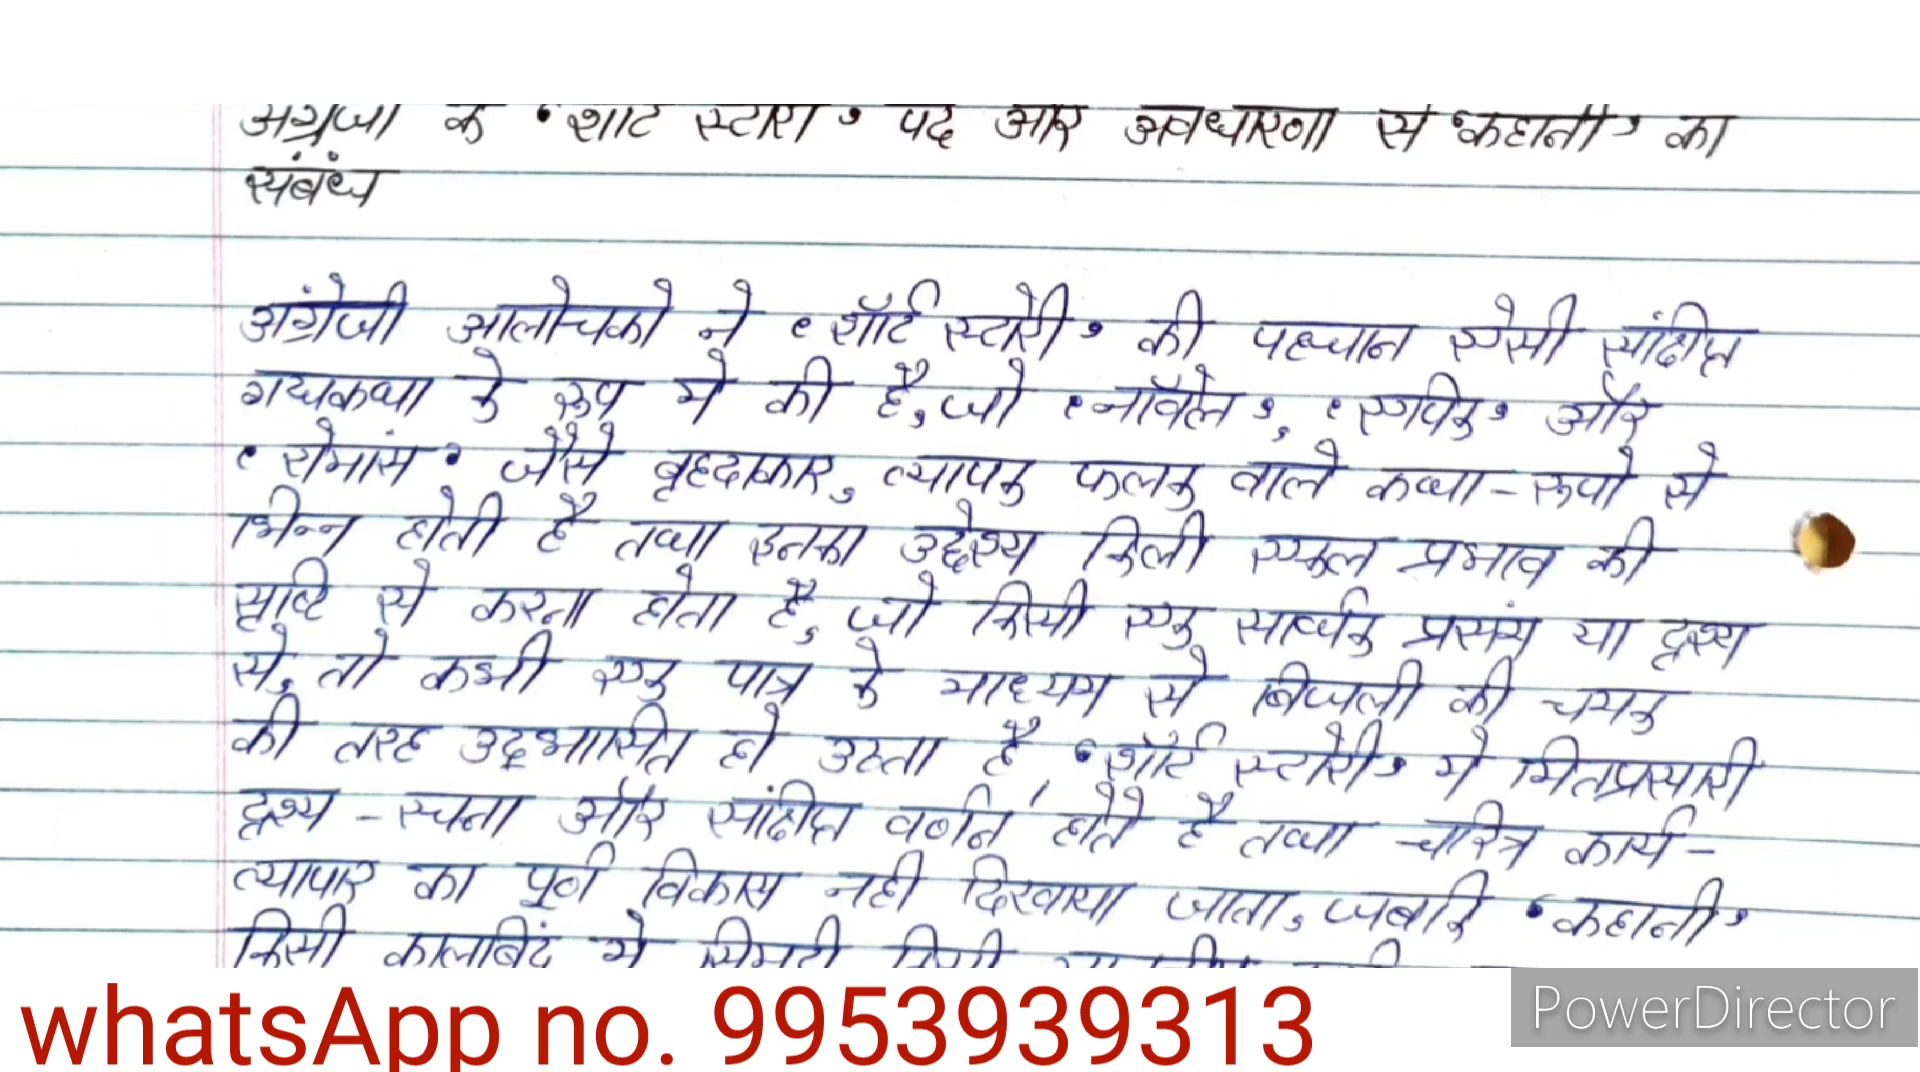 अंग्रेजी के 'शार्ट स्टोरी' पद और अवधारणा से 'कहानी' का
संबंध
अंग्रेजी आलोचको ने 'शॉर्ट स्टोरी' की पहचान ऐसी सांक्षिप्त
गद्यकथा के रूप मे की है, जो 'नॉवेल', 'एपिक' और
'रोमांस' जैसे बृहदाकार, व्यापक फलक वाले कथा-रूपो से
भिन्न होती है तथा इनका उद्देश्य किसी एकल प्रभाव की
सृष्टि से करना होता है, जो किसी एक सार्थक प्रसंग या दृश्य
से, तो कभी एक पात्र के माध्यम से बिजली की चमक
की तरह उद्भासित हो उठता है, 'शॉर्ट स्टोरी' मे मितप्रसारी
दृश्य-रचना और सांक्षिप्त वर्णन होते है तथा चरित्र कार्य-
व्यापार का पूर्व विकास नही दिखाया जाता, जबकि 'कहानी'
किसी कालबिंदु मे सिमटी किसी
whatsApp no. 9953939313
PowerDirector